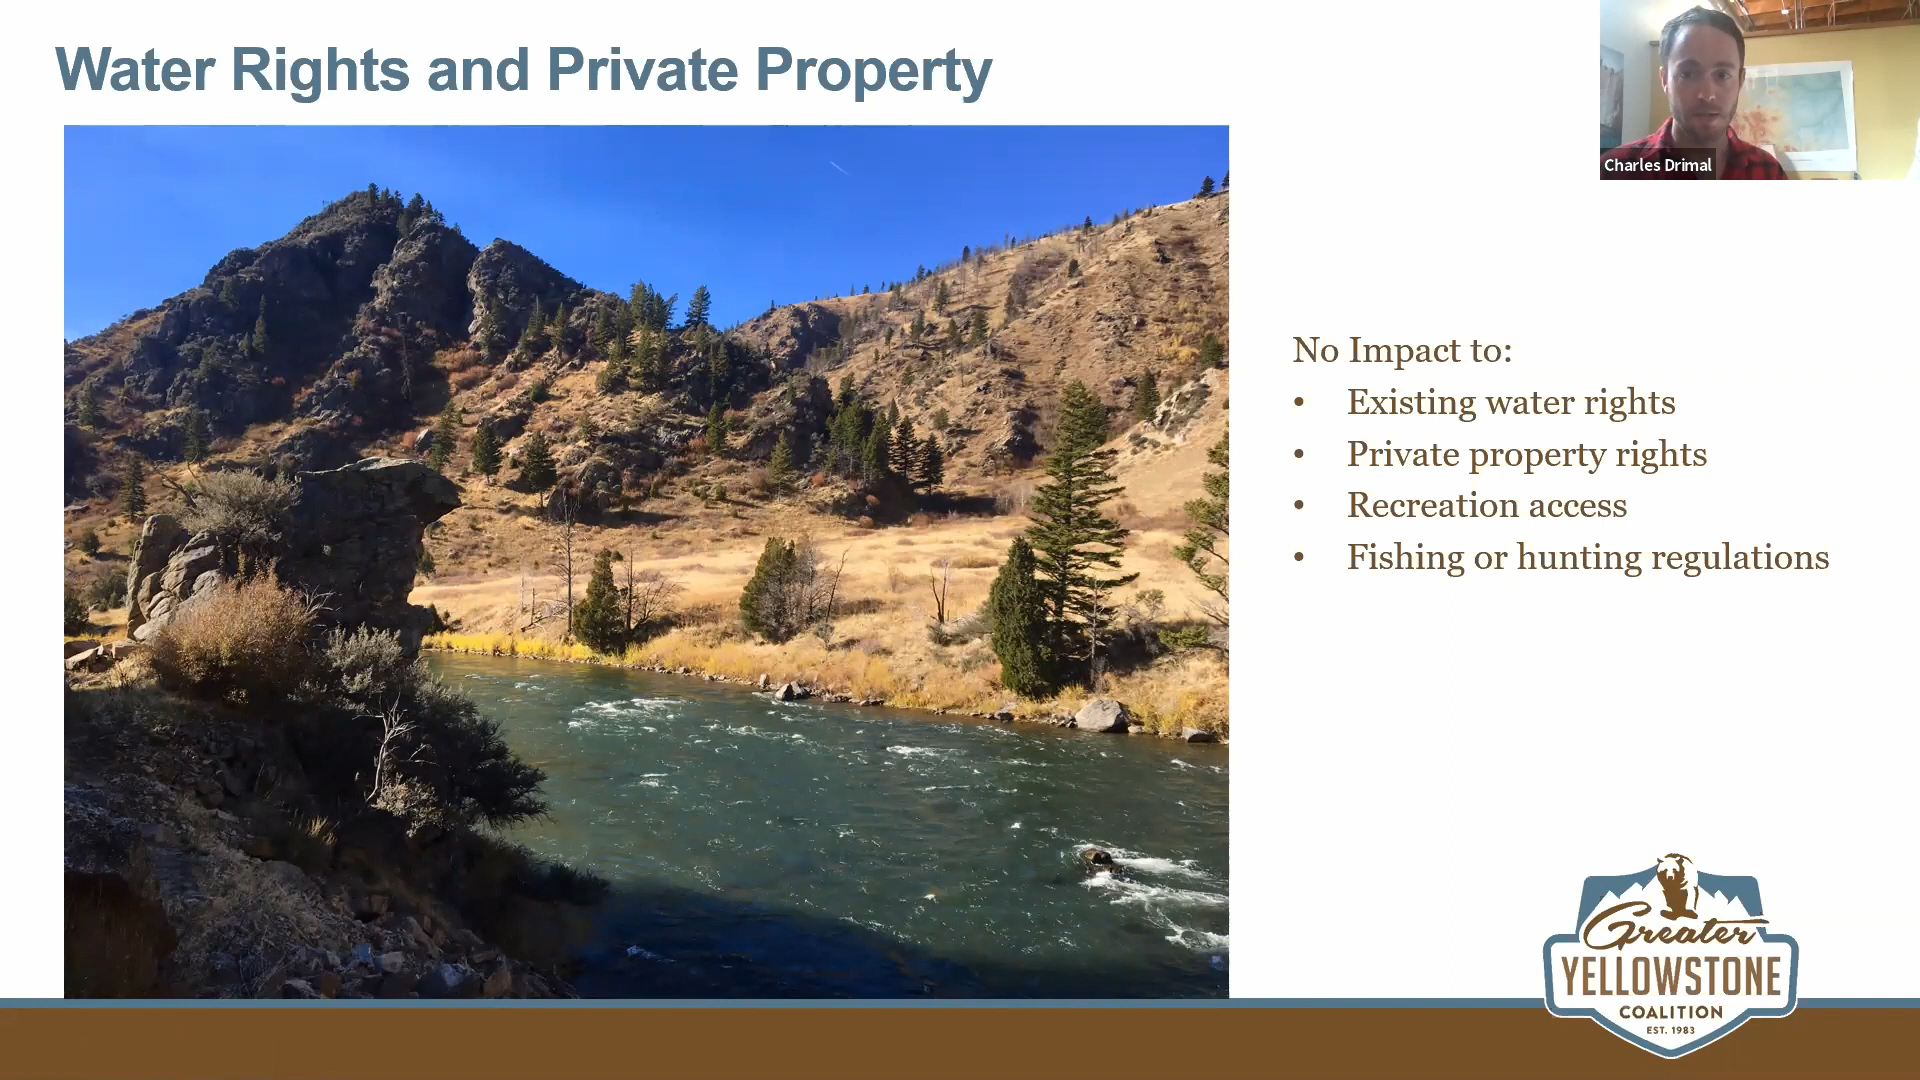 Water Rights and Private Property
Charles Drimal
No Impact to:
• Existing water rights
• Private property rights
• Recreation access
• Fishing or hunting regulations
Greater
YELLOWSTONE
COALITION
EST. 1983